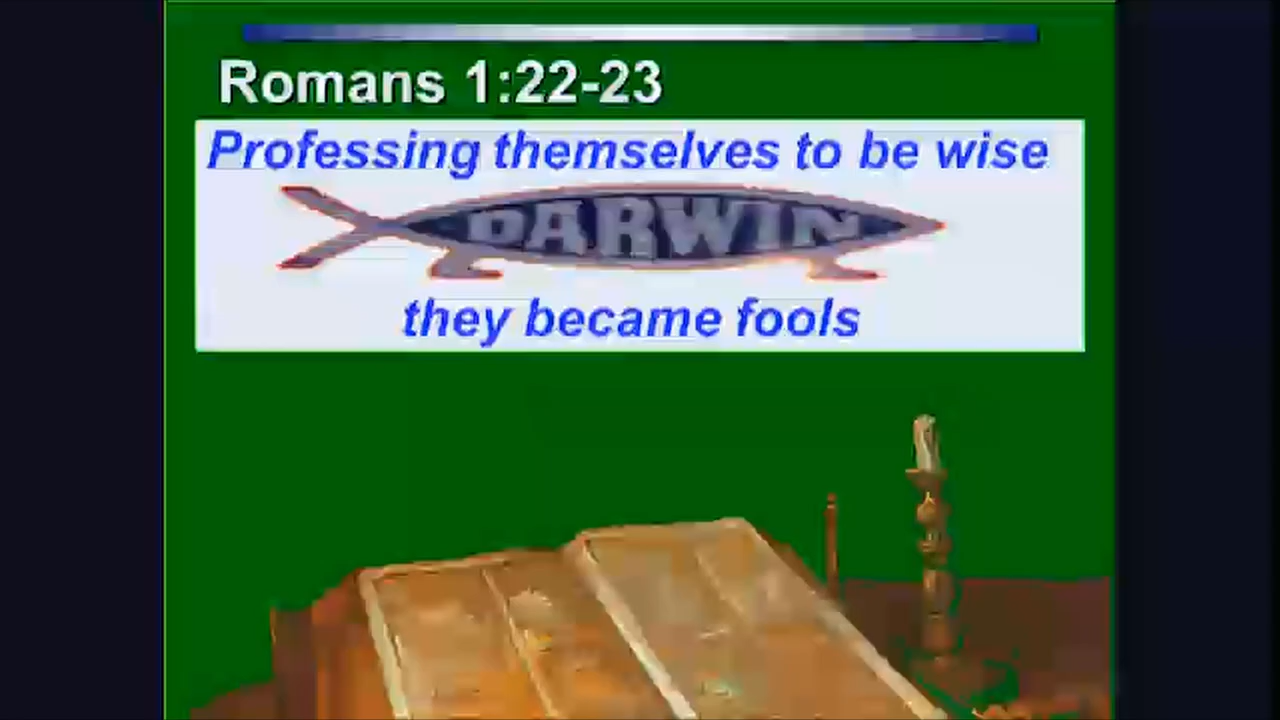 Romans 1:22-23
Professing themselves to be wise
DARWIN
they became fools